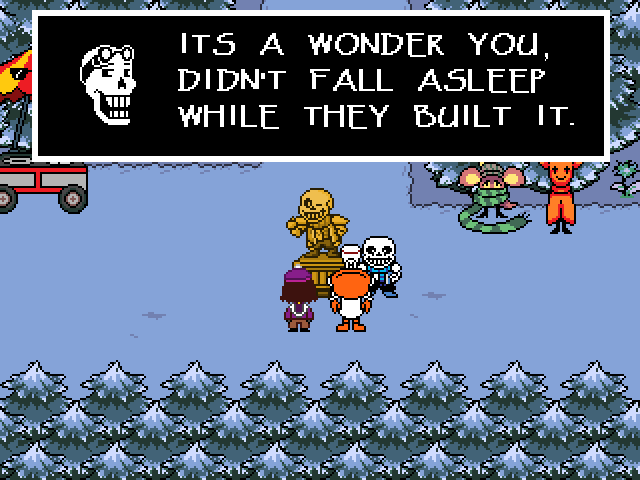 ITS A WONDER YOU,
DIDN'T FALL ASLEEP
WHILE THEY BUILT IT.